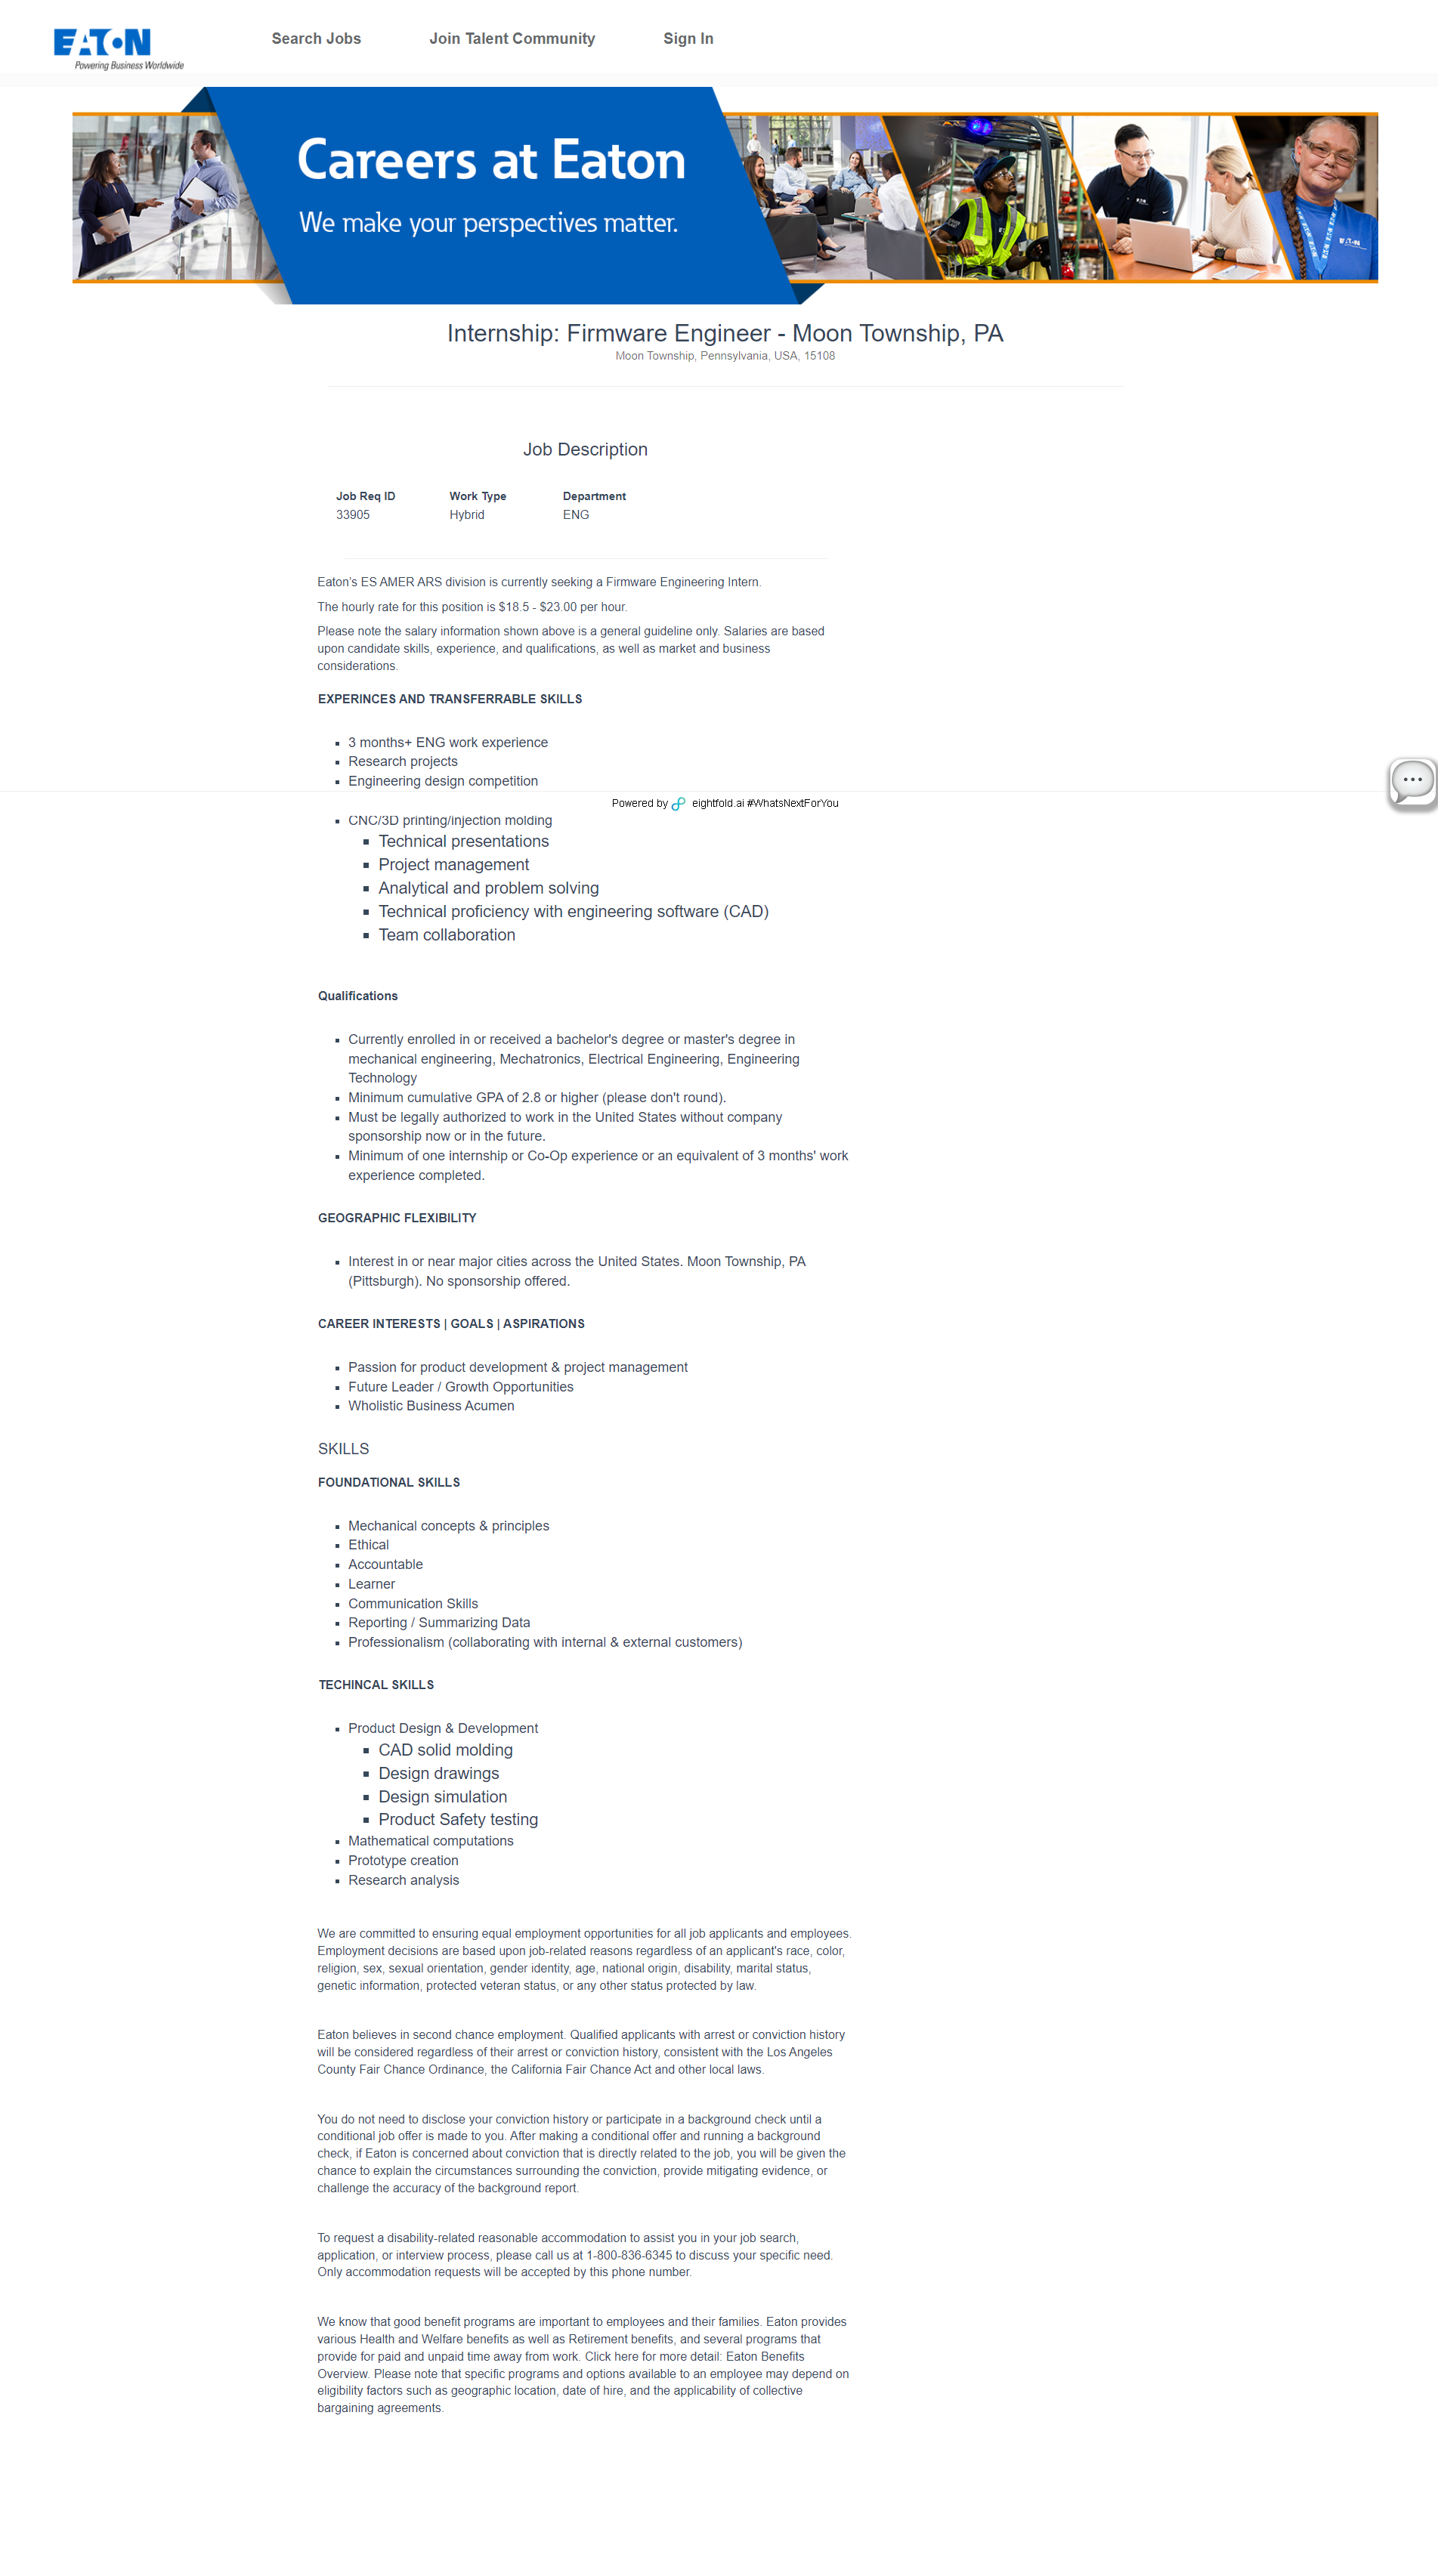 EATON
Powering Business Worldwide
Search Jobs
Join Talent Community
Sign In
Careers at Eaton
We make your perspectives matter.
Internship: Firmware Engineer - Moon Township, PA
Moon Township, Pennsylvania, USA, 15108
Job Description
Job Req ID
33905
Work Type
Hybrid
Department
ENG
Eaton's ES AMER ARS division is currently seeking a Firmware Engineering Intern.
The hourly rate for this position is $18.5 - $23.00 per hour.
Please note the salary information shown above is a general guideline only. Salaries are based
upon candidate skills, experience, and qualifications, as well as market and business
considerations.
EXPERINCES AND TRANSFERRABLE SKILLS
3 months+ ENG work experience
Research projects
Engineering design competition
Powered by eightfold.ai #WhatsNextForYou
CNC/3D printing/injection molding
Technical presentations
Project management
Analytical and problem solving
Technical proficiency with engineering software (CAD)
Team collaboration
Qualifications
Currently enrolled in or received a bachelor's degree or master's degree in
mechanical engineering, Mechatronics, Electrical Engineering, Engineering
Technology
Minimum cumulative GPA of 2.8 or higher (please don't round).
Must be legally authorized to work in the United States without company
sponsorship now or in the future.
Minimum of one internship or Co-Op experience or an equivalent of 3 months' work
experience completed.
GEOGRAPHIC FLEXIBILITY
Interest in or near major cities across the United States. Moon Township, PA
(Pittsburgh). No sponsorship offered.
CAREER INTERESTS | GOALS | ASPIRATIONS
Passion for product development & project management
Future Leader / Growth Opportunities
Wholistic Business Acumen
SKILLS
FOUNDATIONAL SKILLS
Mechanical concepts & principles
Ethical
Accountable
Learner
Communication Skills
Reporting / Summarizing Data
Professionalism (collaborating with internal & external customers)
TECHINCAL SKILLS
Product Design & Development
CAD solid molding
Design drawings
Design simulation
Product Safety testing
Mathematical computations
Prototype creation
Research analysis
We are committed to ensuring equal employment opportunities for all job applicants and employees.
Employment decisions are based upon job-related reasons regardless of an applicant's race, color,
religion, sex, sexual orientation, gender identity, age, national origin, disability, marital status,
genetic information, protected veteran status, or any other status protected by law.
Eaton believes in second chance employment. Qualified applicants with arrest or conviction history
will be considered regardless of their arrest or conviction history, consistent with the Los Angeles
County Fair Chance Ordinance, the California Fair Chance Act and other local laws.
You do not need to disclose your conviction history or participate in a background check until a
conditional job offer is made to you. After making a conditional offer and running a background
check, if Eaton is concerned about conviction that is directly related to the job, you will be given the
chance to explain the circumstances surrounding the conviction, provide mitigating evidence, or
challenge the accuracy of the background report.
To request a disability-related reasonable accommodation to assist you in your job search,
application, or interview process, please call us at 1-800-836-6345 to discuss your specific need.
Only accommodation requests will be accepted by this phone number.
We know that good benefit programs are important to employees and their families. Eaton provides
various Health and Welfare benefits as well as Retirement benefits, and several programs that
provide for paid and unpaid time away from work. Click here for more detail: Eaton Benefits
Overview. Please note that specific programs and options available to an employee may depend on
eligibility factors such as geographic location, date of hire, and the applicability of collective
bargaining agreements.